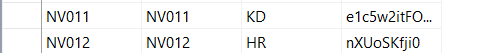 NV011 NV011 KD e1c5w2itFO...
NV012 NV012 HR nXUoSKfji0